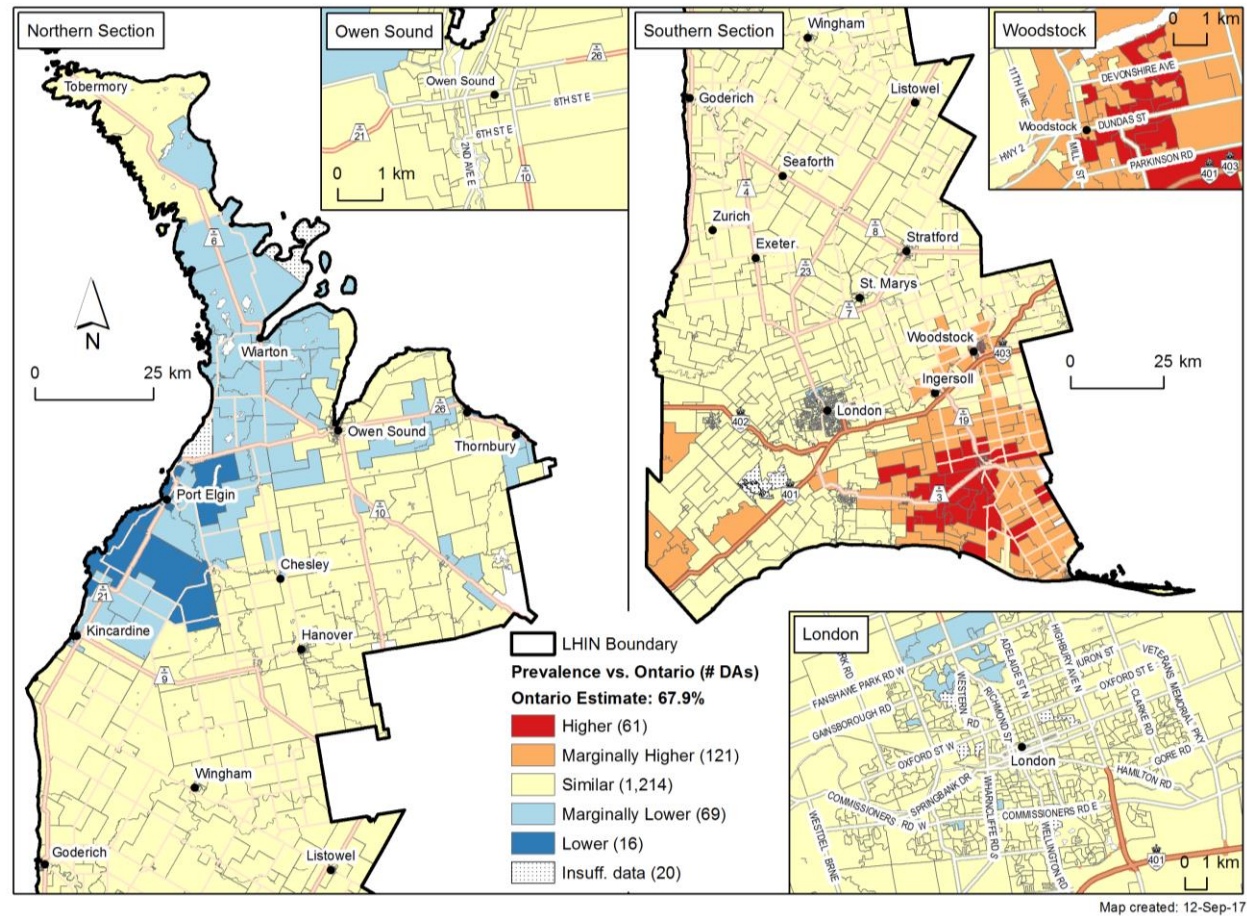 Northern Section
Tobermory
6
Wiarton
N
0 25 km
Owen Sound
26
Thornbury
Port Elgin
10
21
Chesley
Kincardine
Hanover
9
Wingham
Goderich
Listowel
Owen Sound
26
Owen Sound
8TH ST E
21
6TH ST E
2ND AVE E
0 1 km
10
Southern Section
Wingham
Goderich
Listowel
Seaforth
4
Zurich
8
Stratford
Exeter
23
St. Marys
7
Woodstock
403
0 25 km
Ingersoll
London
402
19
401
3
Woodstock
0 1 km
11TH LINE
DEVONSHIRE AVE
Woodstock
DUNDAS ST
HWY 2
MILL ST
PARKINSON RD
401
403
LHIN Boundary
Prevalence vs. Ontario (# DAs)
Ontario Estimate: 67.9%
Higher (61)
Marginally Higher (121)
Similar (1,214)
Marginally Lower (69)
Lower (16)
Insuff. data (20)
London
FANSHAWE PARK RD W
GAINSBOROUGH RD
WESTERN RD
RICHMOND ST
ADELAIDE ST N
HIGHBURY AVE N
OXFORD ST E
VETERANS MEMORIAL PKY
CLARKE RD
GORE RD
OXFORD ST W
London
HAMILTON RD
SPRINGBANK DR
COMMISSIONERS RD W
COMMISSIONERS RD E
WHARNCLIFFE RD S
WELLINGTON RD
401
0 1 km
Map created: 12-Sep-17